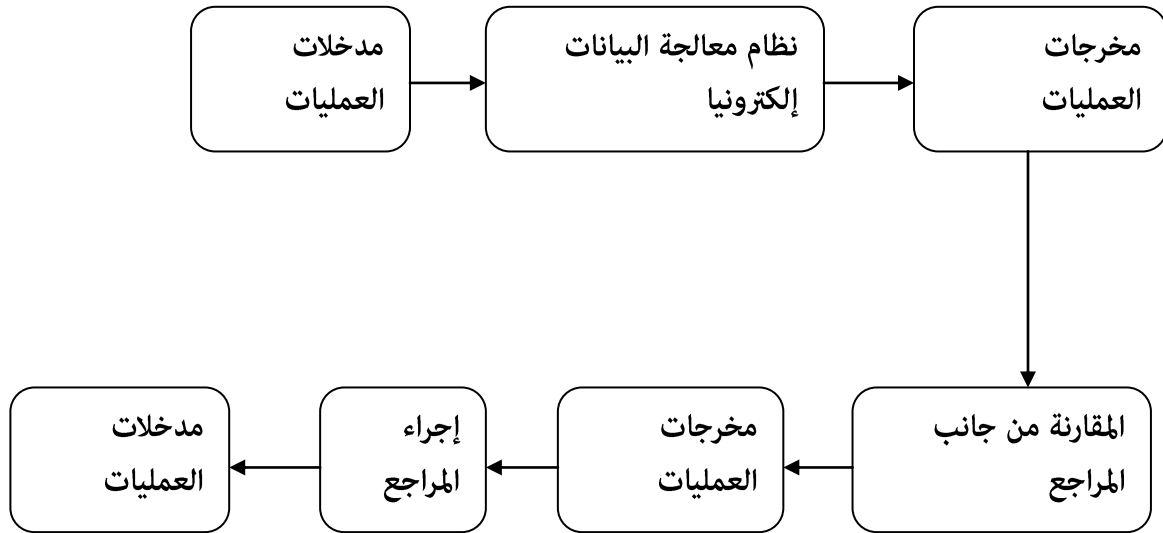 مدخلات
العمليات
نظام معالجة البيانات
إلكترونيا
مخرجات
العمليات
المقارنة من جانب
المراجع
مخرجات
العمليات
إجراء
المراجع
مدخلات
العمليات